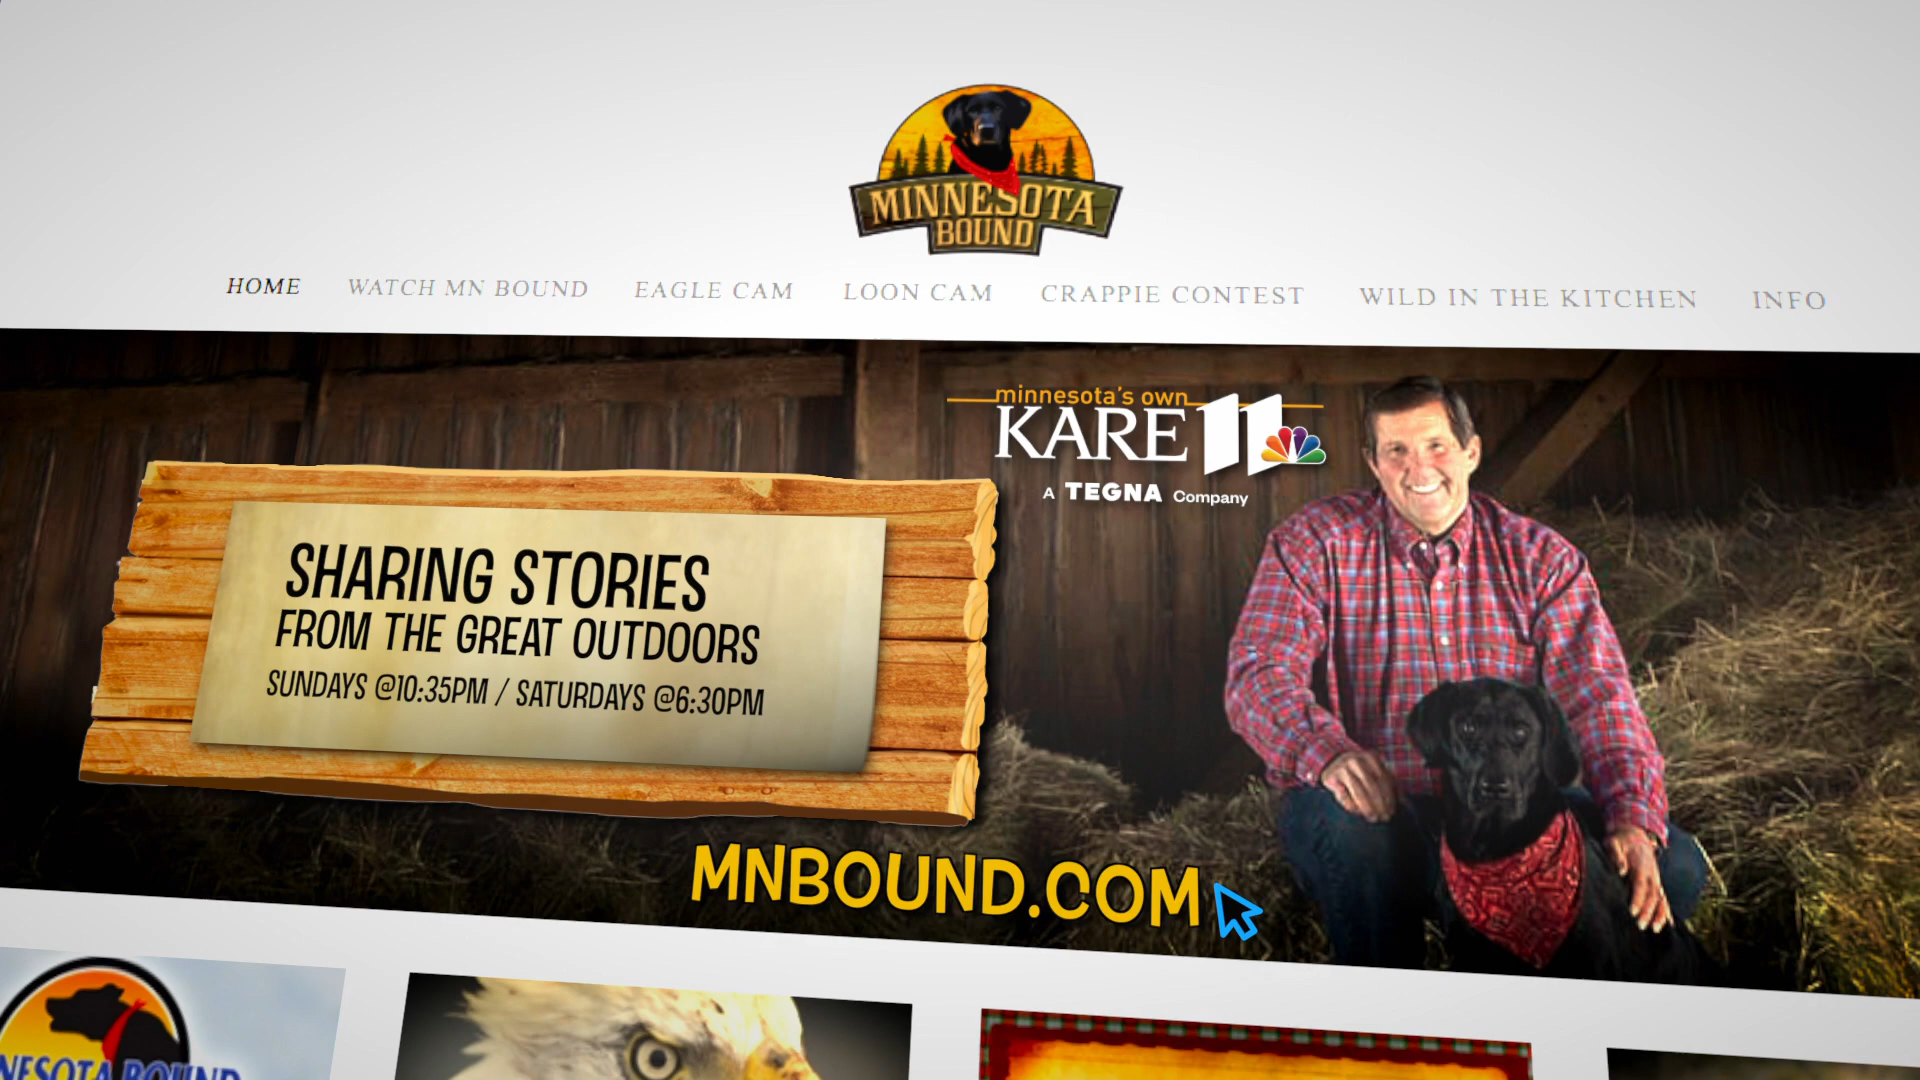 MINNESOTA
BOUND
HOME WATCH MN BOUND EAGLE CAM LOON CAM CRAPPIE CONTEST WILD IN THE KITCHEN INFO
minnesota's own
KARE 11
A TEGNA Company
SHARING STORIES
FROM THE GREAT OUTDOORS
SUNDAYS @10:35PM / SATURDAYS @6:30PM
MNBOUND.COM